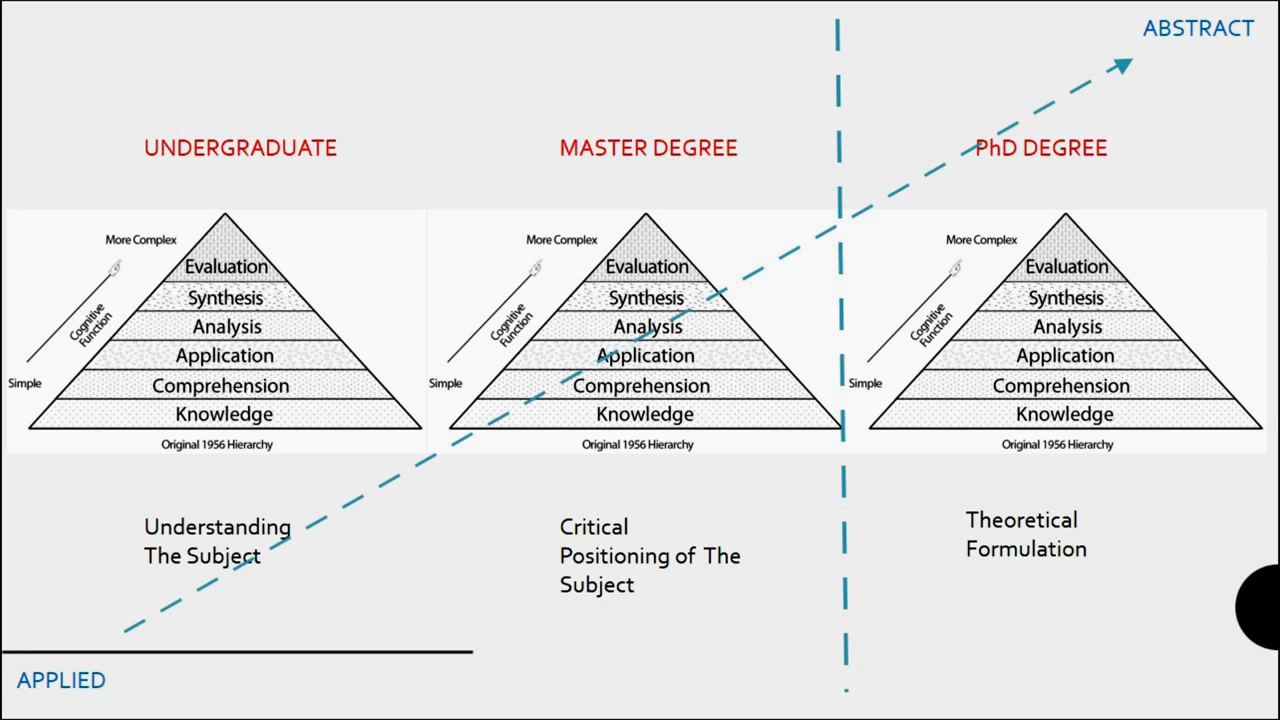 ABSTRACT
UNDERGRADUATE
MASTER DEGREE
PhD DEGREE
More Complex
Cognitive
Function
Simple
Evaluation
Synthesis
Analysis
Application
Comprehension
Knowledge
Original 1956 Hierarchy
More Complex
Cognitive
Function
Simple
Evaluation
Synthesis
Analysis
Application
Comprehension
Knowledge
Original 1956 Hierarchy
More Complex
Cognitive
Function
Simple
Evaluation
Synthesis
Analysis
Application
Comprehension
Knowledge
Original 1956 Hierarchy
Understanding
The Subject
Critical
Positioning of The
Subject
Theoretical
Formulation
APPLIED